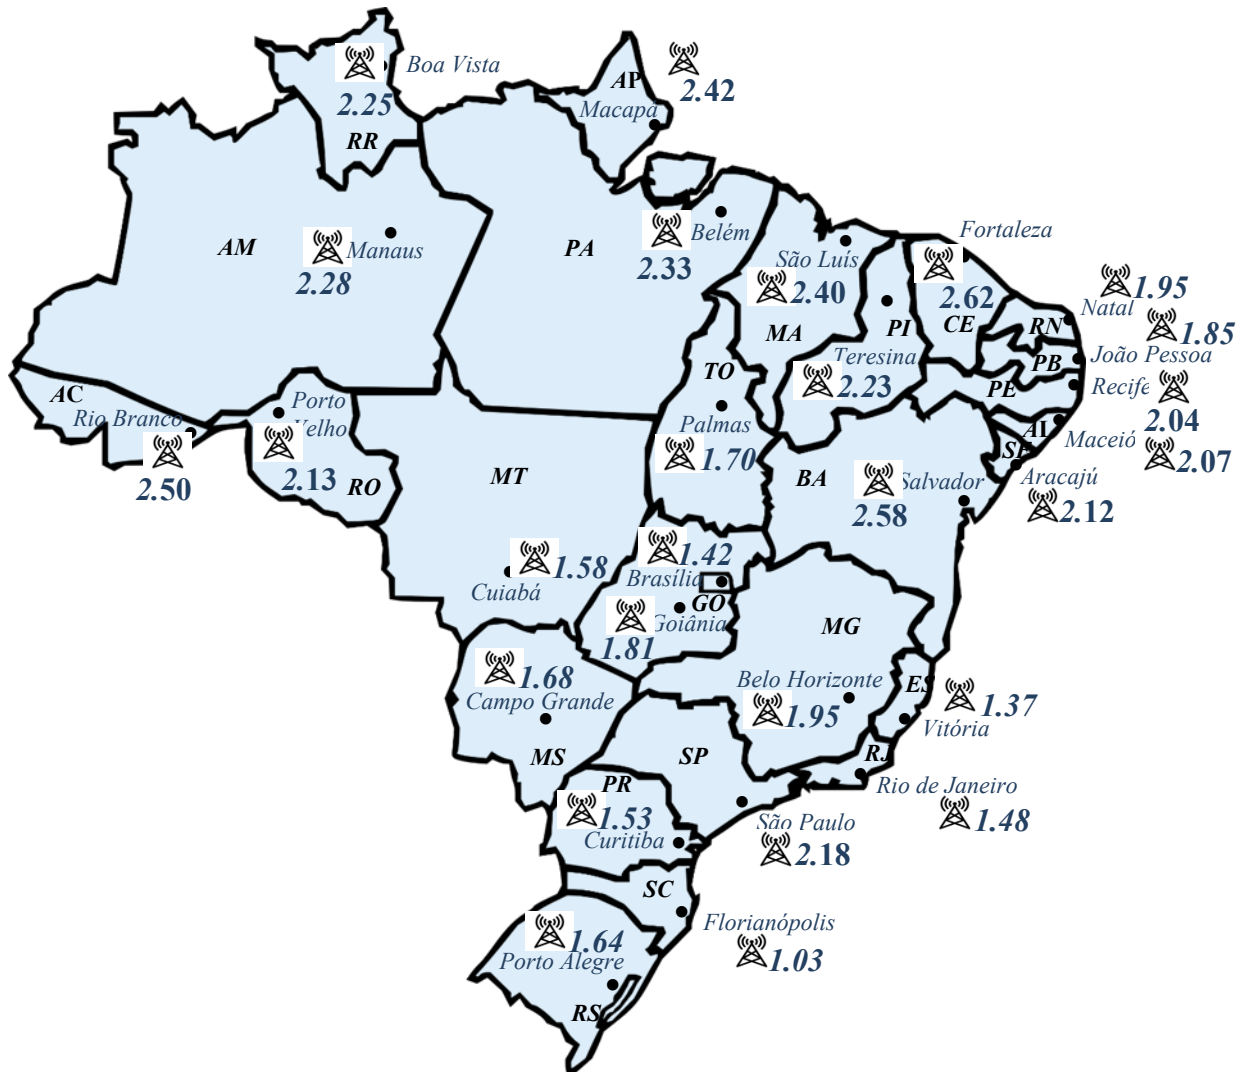 Boa Vista
2.25
RR
AP
Macapá
2.42
AM
Manaus
2.28
PA
Belém
2.33
São Luís
2.40
MA
PI
Teresina
2.23
Fortaleza
2.62
CE
1.95
Natal
RN
1.85
João Pessoa
PB
Recife
PE
2.04
AL
Maceió
2.07
SE
Aracajú
2.12
AC
Rio Branco
2.50
Porto
Velho
2.13
RO
MT
1.58
Cuiabá
TO
Palmas
1.70
BA
Salvador
2.58
1.42
Brasília
GO
Goiânia
1.81
MG
Belo Horizonte
1.95
ES
1.37
Vitória
1.68
Campo Grande
MS
SP
São Paulo
2.18
RJ
Rio de Janeiro
1.48
PR
1.53
Curitiba
SC
Florianópolis
1.03
1.64
Porto Alegre
RS